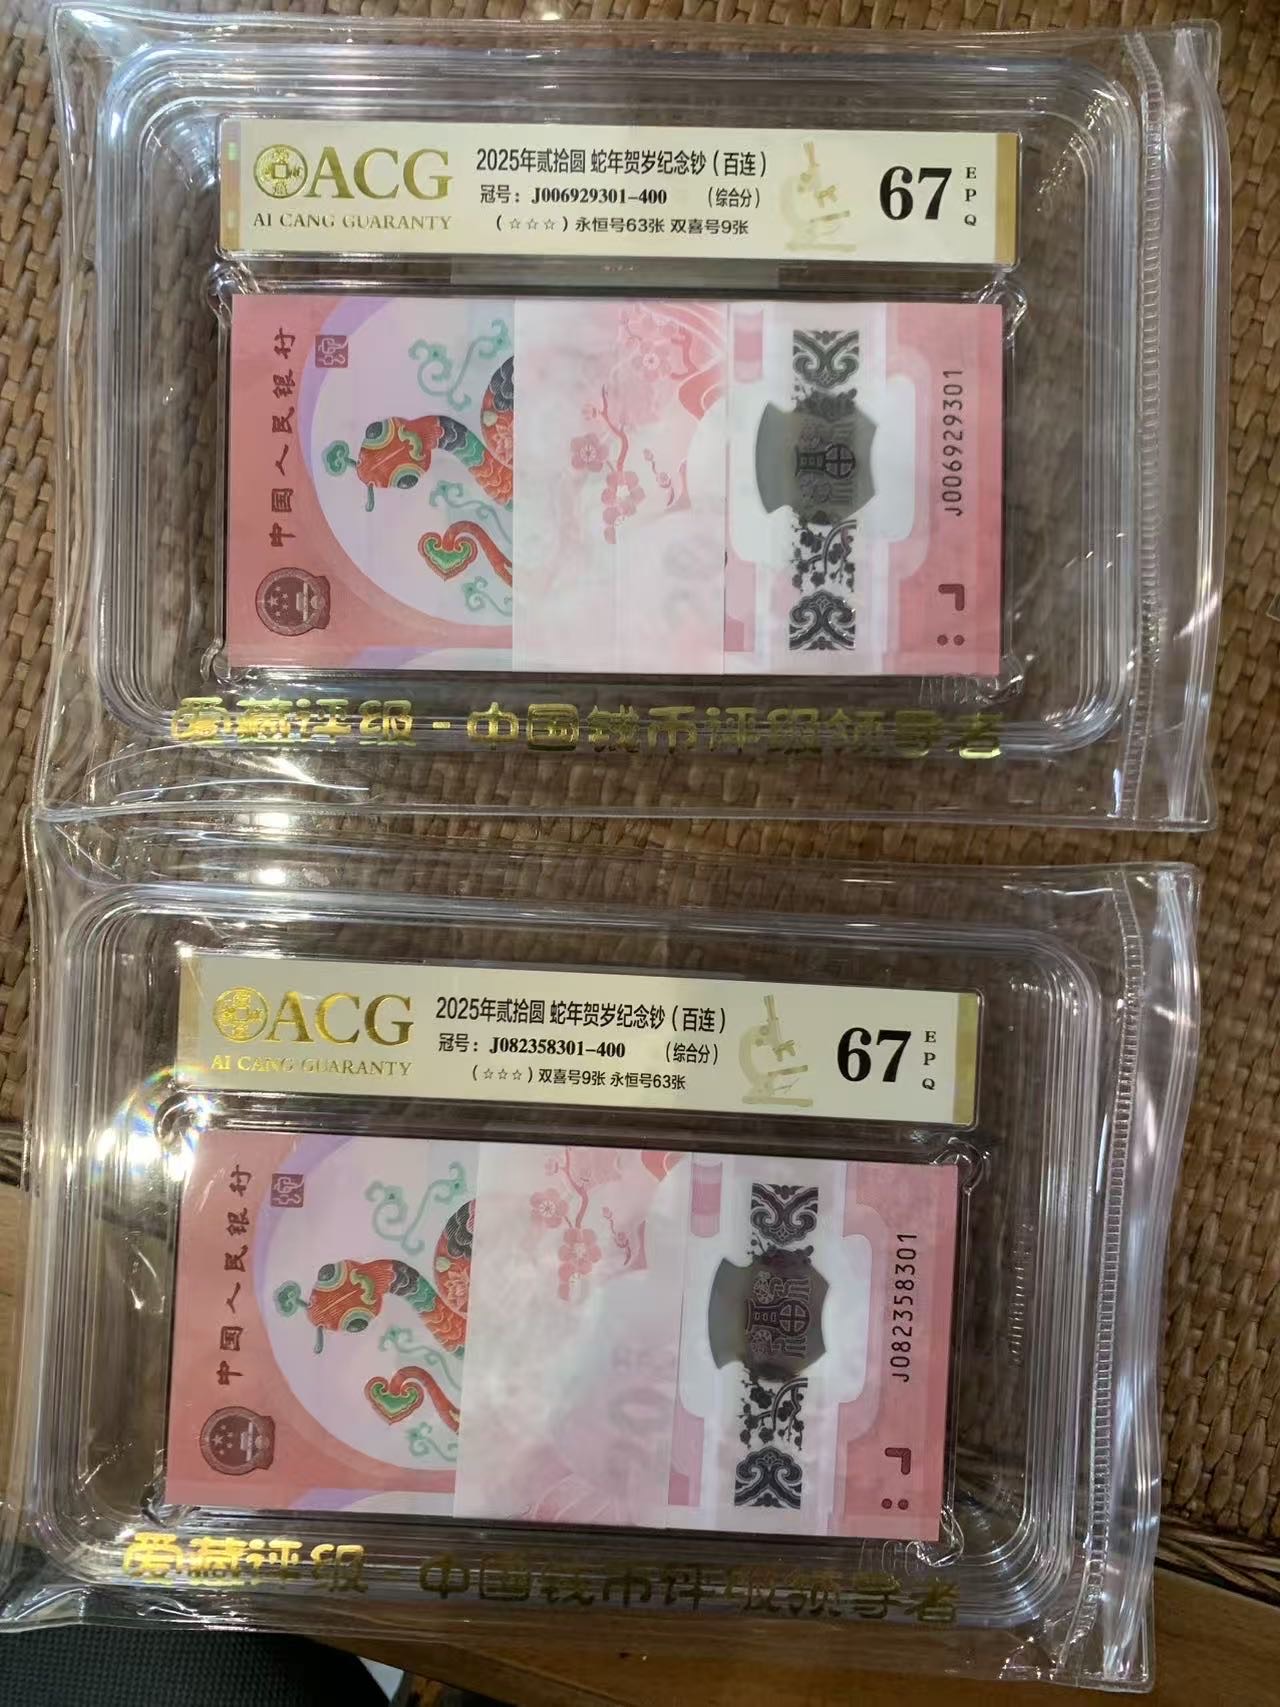 ACG
AI CANG GUARANTY
2025年贰拾圆 蛇年贺岁纪念钞（百连）
冠号：J006929301-400 （综合分）
（☆☆☆）永恒号63张 双喜号9张
67
EPQ
中国人民银行
J006929301
20
爱藏评级-中国钱币评级领导者
ACG
AI CANG GUARANTY
2025年贰拾圆 蛇年贺岁纪念钞（百连）
冠号：J082358301-400 （综合分）
（☆☆☆）双喜号9张 永恒号63张
67
EPQ
中国人民银行
J082358301
20
爱藏评级-中国钱币评级领导者